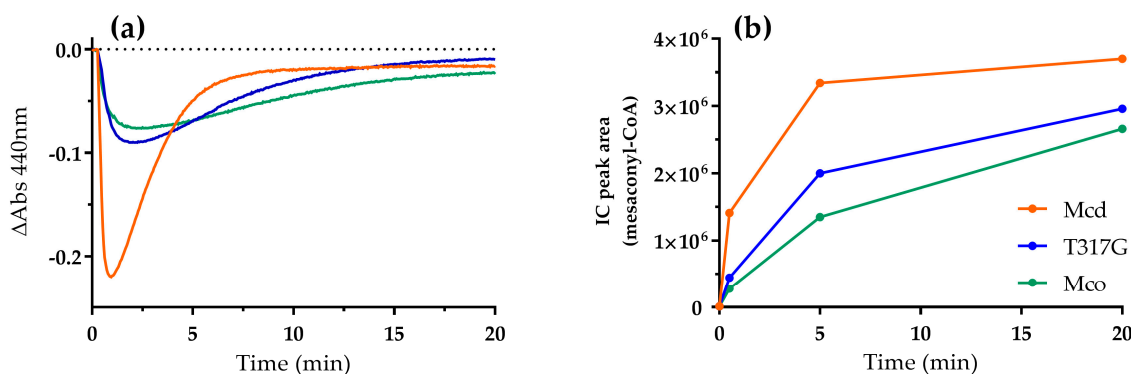 (a)
0.0
-0.1
-0.2
ΔAbs 440nm
0
5
10
15
20
Time (min)
(b)
4×10⁶
3×10⁶
2×10⁶
1×10⁶
0
IC peak area
(mesaconyl-CoA)
Mcd
T317G
Mco
0
5
10
15
20
Time (min)